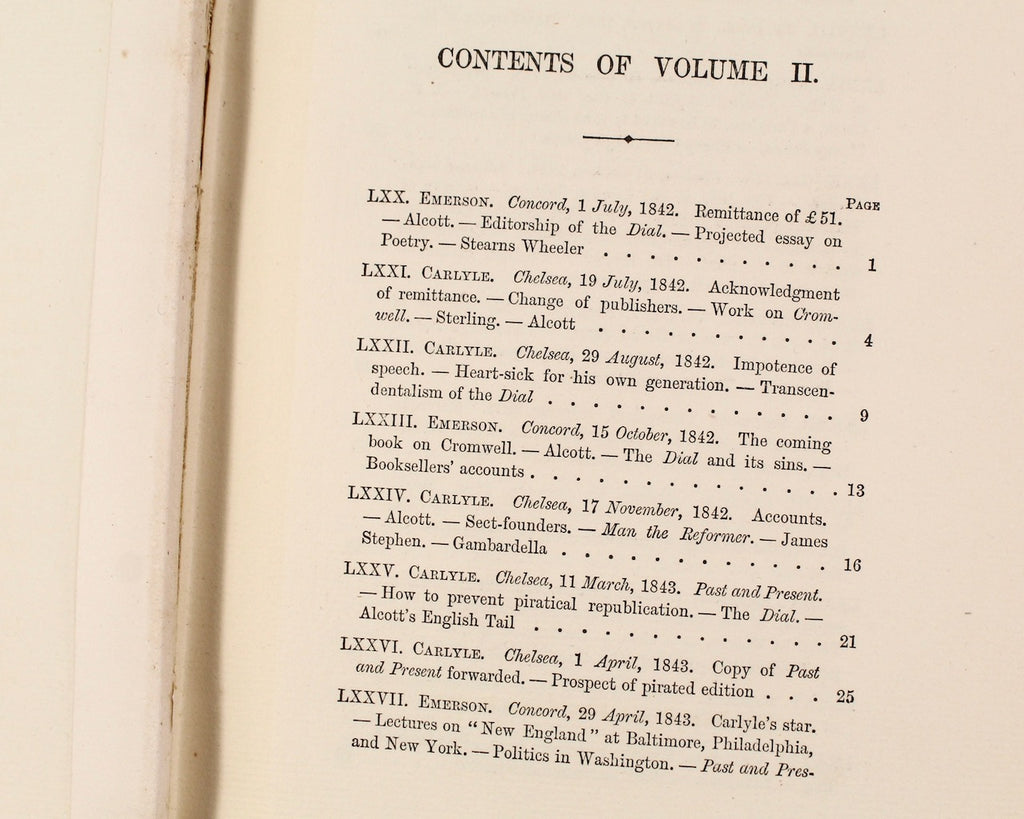 CONTENTS OF VOLUME II.
PAGE
LXX. EMERSON. Concord, 1 July, 1842. Remittance of £51.
— Alcott. — Editorship of the Dial. — Projected essay on
Poetry. — Stearns Wheeler . . . . . . . . . . . 1
LXXI. CARLYLE. Chelsea, 19 July, 1842. Acknowledgment
of remittance. — Change of publishers. — Work on Crom-
well. — Sterling. — Alcott . . . . . . . . . . . 4
LXXII. CARLYLE. Chelsea, 29 August, 1842. Impotence of
speech. — Heart-sick for his own generation. — Transcen-
dentalism of the Dial . . . . . . . . . . . . . 9
LXXIII. EMERSON. Concord, 15 October, 1842. The coming
book on Cromwell. — Alcott. — The Dial and its sins. —
Booksellers' accounts . . . . . . . . . . . . . . 13
LXXIV. CARLYLE. Chelsea, 17 November, 1842. Accounts.
— Alcott. — Sect-founders. — Man the Reformer. — James
Stephen. — Gambardella . . . . . . . . . . . . 16
LXXV. CARLYLE. Chelsea, 11 March, 1843. Past and Present.
— How to prevent piratical republication. — The Dial. —
Alcott's English Tail . . . . . . . . . . . . . 21
LXXVI. CARLYLE. Chelsea, 1 April, 1843. Copy of Past
and Present forwarded. — Prospect of pirated edition . . . 25
LXXVII. EMERSON. Concord, 29 April, 1843. Carlyle's star.
— Lectures on "New England" at Baltimore, Philadelphia,
and New York. — Politics in Washington. — Past and Pres-